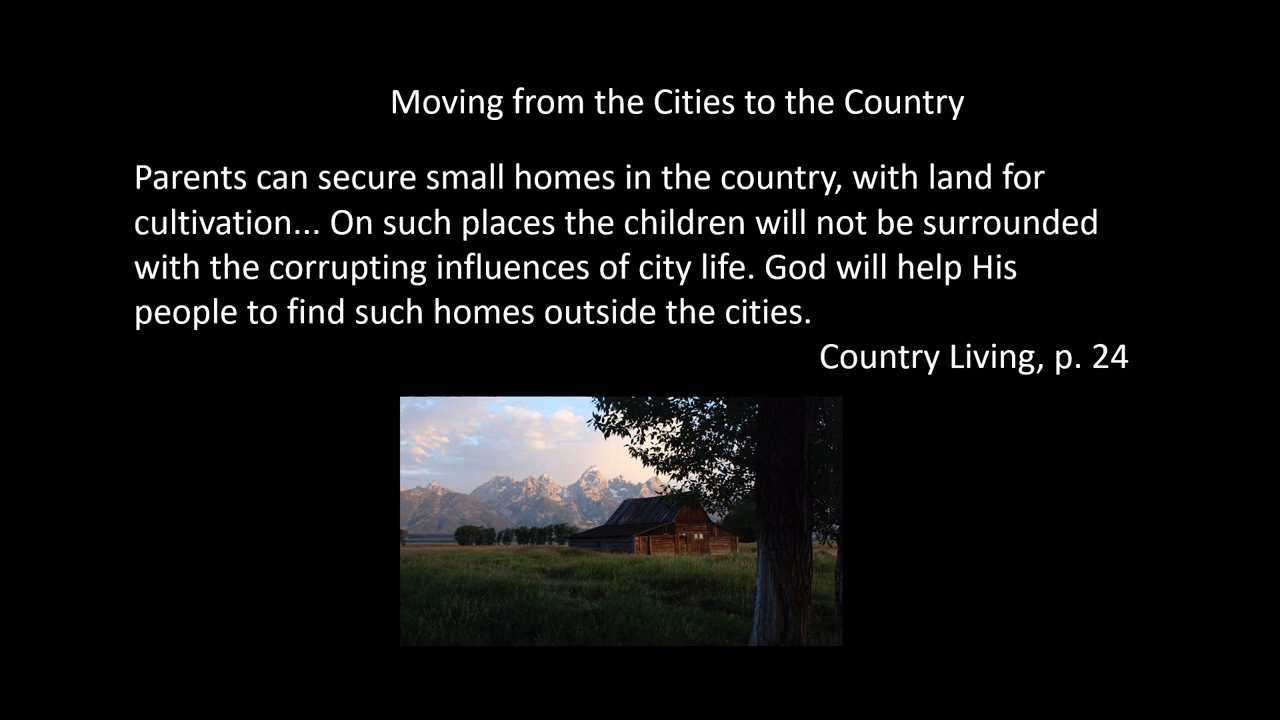 Moving from the Cities to the Country
Parents can secure small homes in the country, with land for
cultivation... On such places the children will not be surrounded
with the corrupting influences of city life. God will help His
people to find such homes outside the cities.
Country Living, p. 24